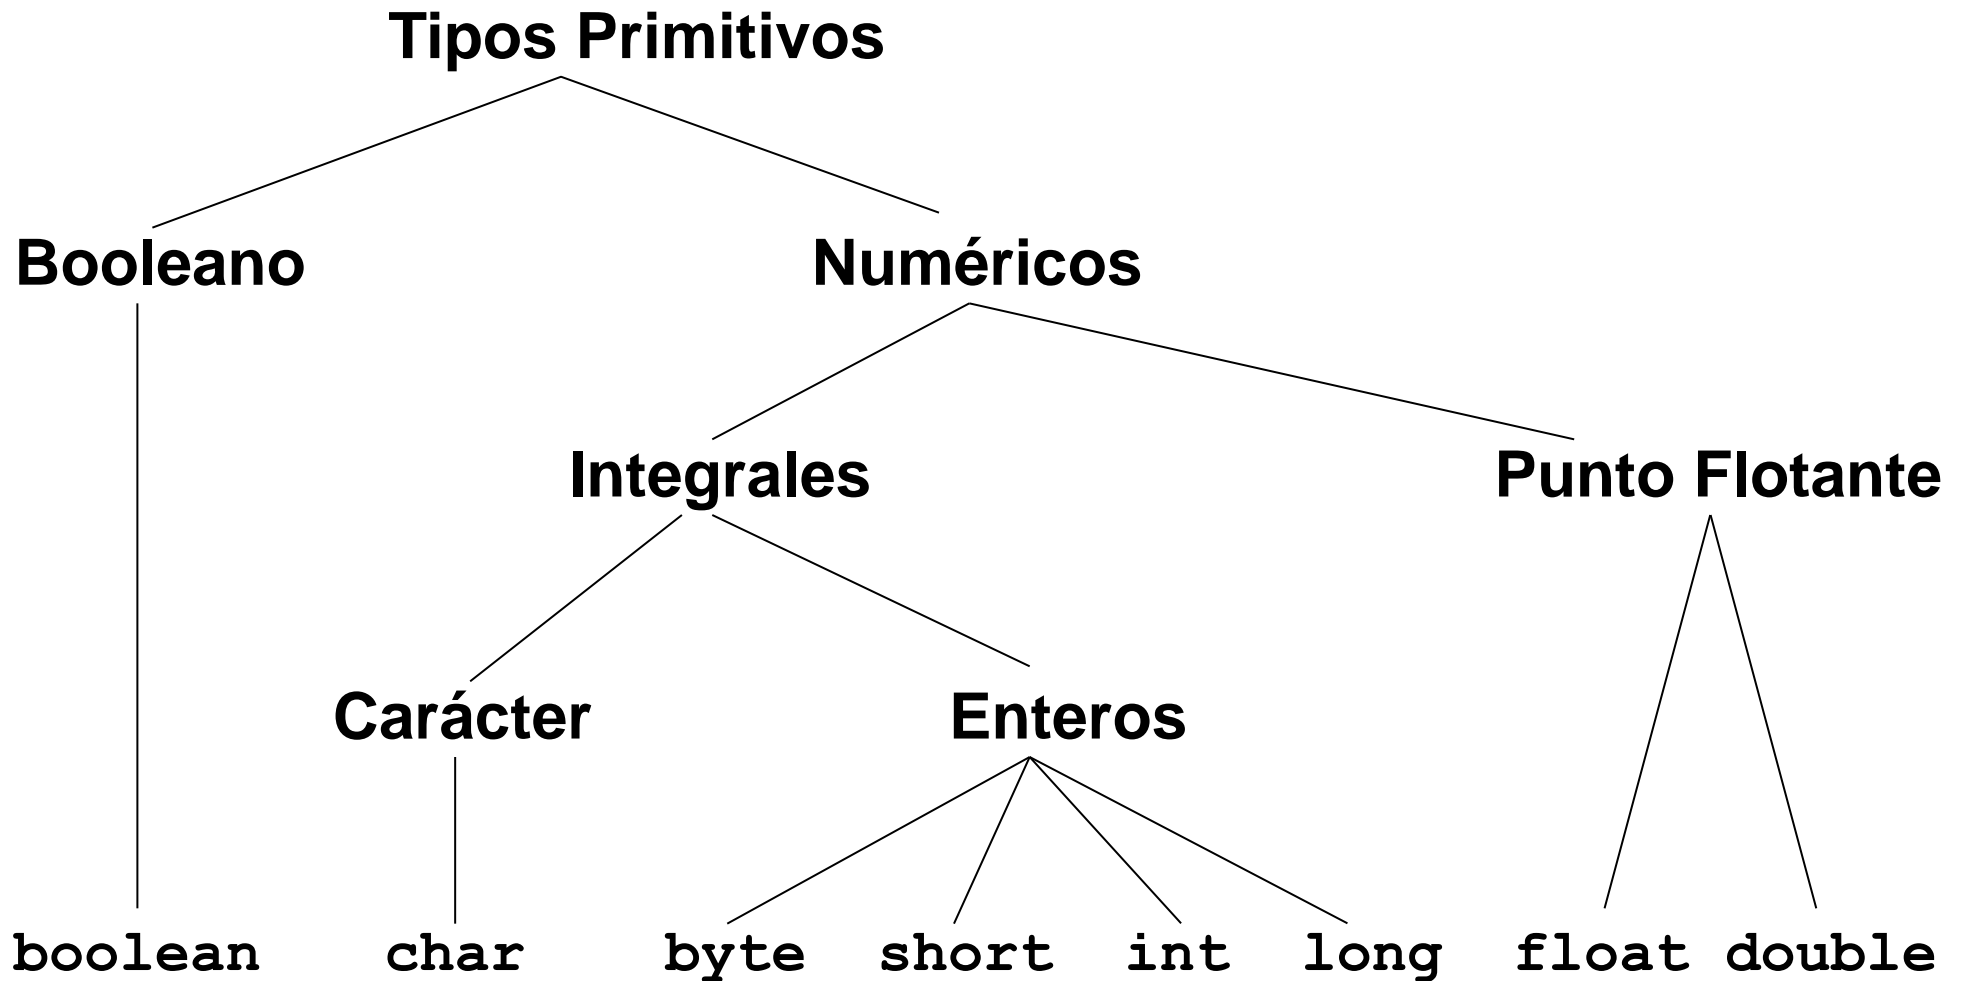 Tipos Primitivos
Booleano Numéricos
Integrales Punto Flotante
Carácter Enteros
boolean char byte short int long float double